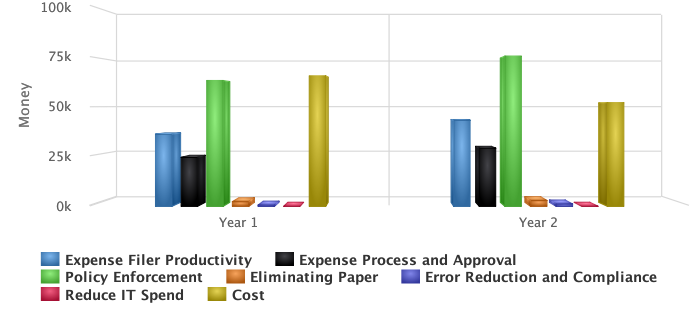 100k
75k
50k
25k
0k
Money
Year 1
Year 2
Expense Filer Productivity
Expense Process and Approval
Policy Enforcement
Eliminating Paper
Error Reduction and Compliance
Reduce IT Spend
Cost